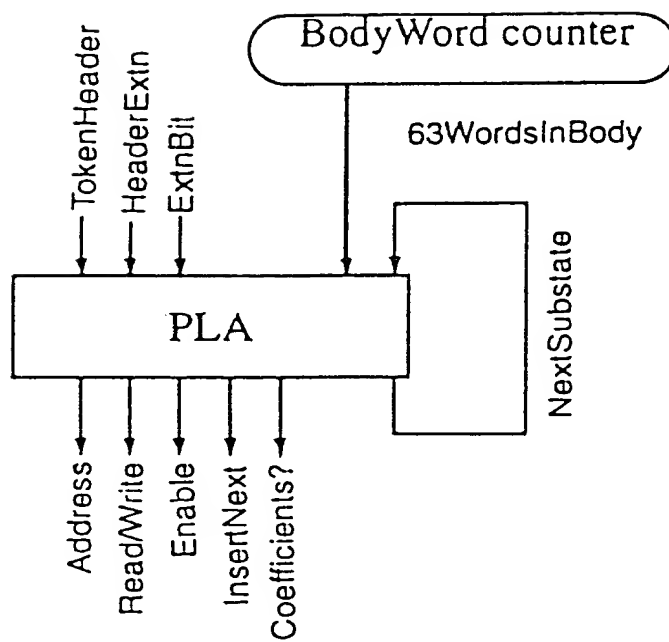 BodyWord counter
63WordsInBody
TokenHeader
HeaderExtn
ExtnBit
PLA
NextSubstate
Address
Read/Write
Enable
InsertNext
Coefficients?